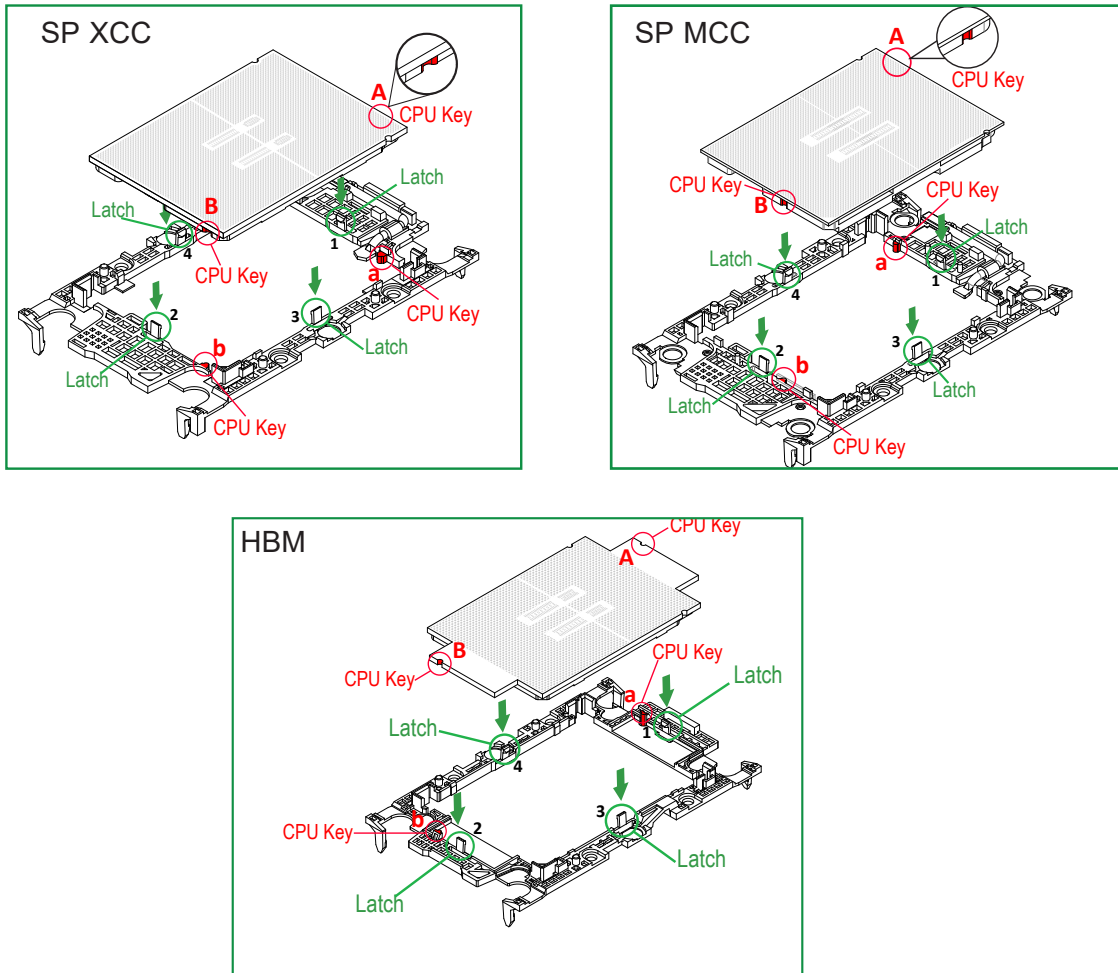 SP XCC
A
CPU Key
Latch
1
Latch
4
B
CPU Key
a
CPU Key
2
Latch
3
Latch
b
CPU Key
SP MCC
A
CPU Key
CPU Key
B
CPU Key
a
Latch
1
Latch
4
2
Latch
3
Latch
b
CPU Key
HBM
CPU Key
A
B
CPU Key
CPU Key
a
1
Latch
Latch
4
3
Latch
b
CPU Key
2
Latch